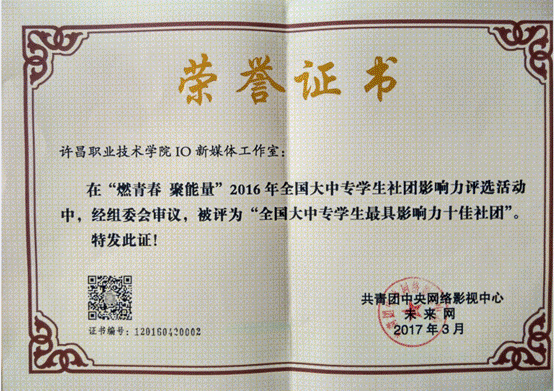 荣誉证书
许昌职业技术学院IO新媒体工作室：
在“燃青春 聚能量”2016年全国大中专学生社团影响力评选活动
中，经组委会审议，被评为“全国大中专学生最具影响力十佳社团”。
特发此证！
共青团中央网络影视中心
未来网
2017年3月
证书编号：120160420002